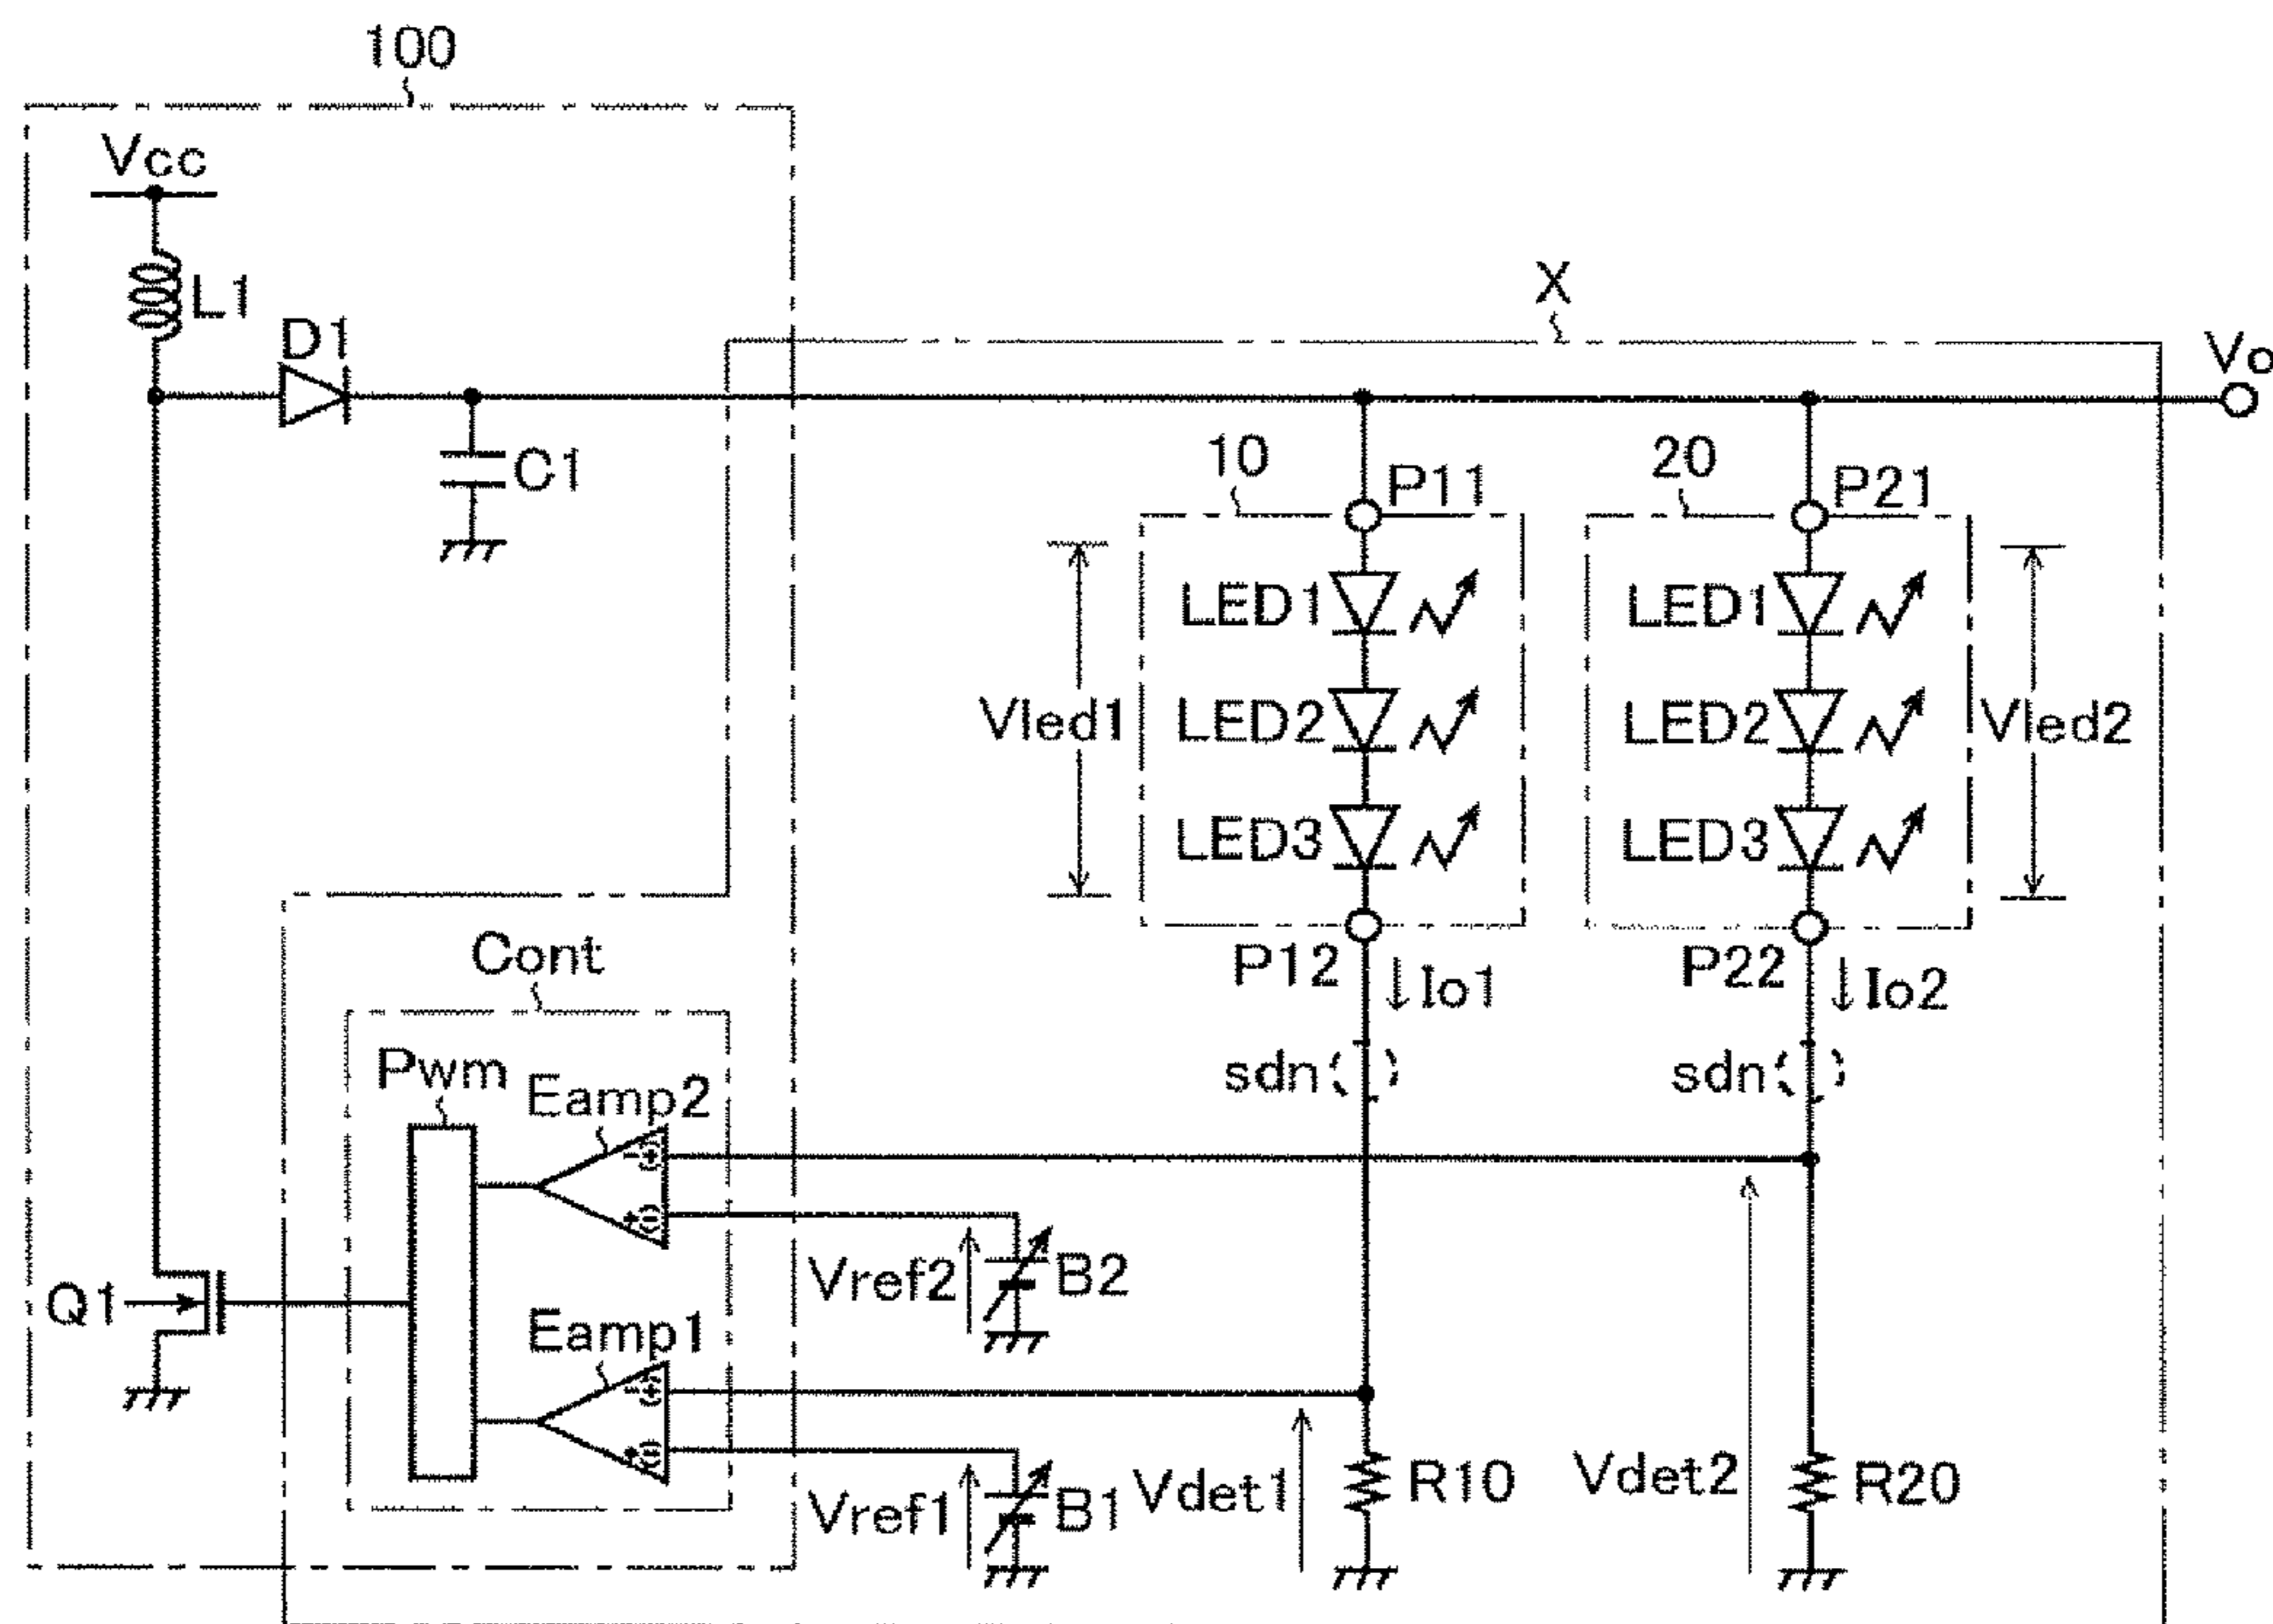 100
Vcc
L1
D1
C1
X
Vo
10
P11
20
P21
LED1
LED1
Vled1
LED2
LED2
Vled2
LED3
LED3
P12
Io1
P22
Io2
sdn
sdn
Cont
Pwm
Eamp2
- (+)
+ (-)
Vref2
B2
Q1
Eamp1
- (+)
+ (-)
Vref1
B1
Vdet1
R10
Vdet2
R20